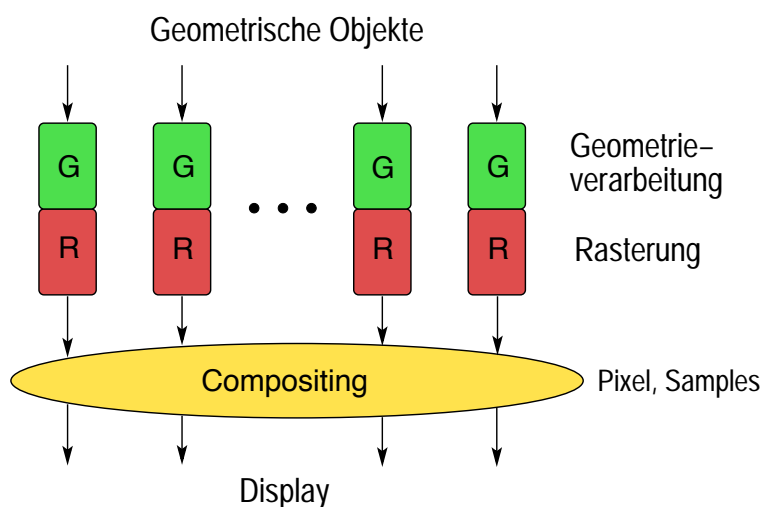 Geometrische Objekte
G G G G
Geometrie–
verarbeitung
R R R R
Rasterung
Compositing
Pixel, Samples
Display